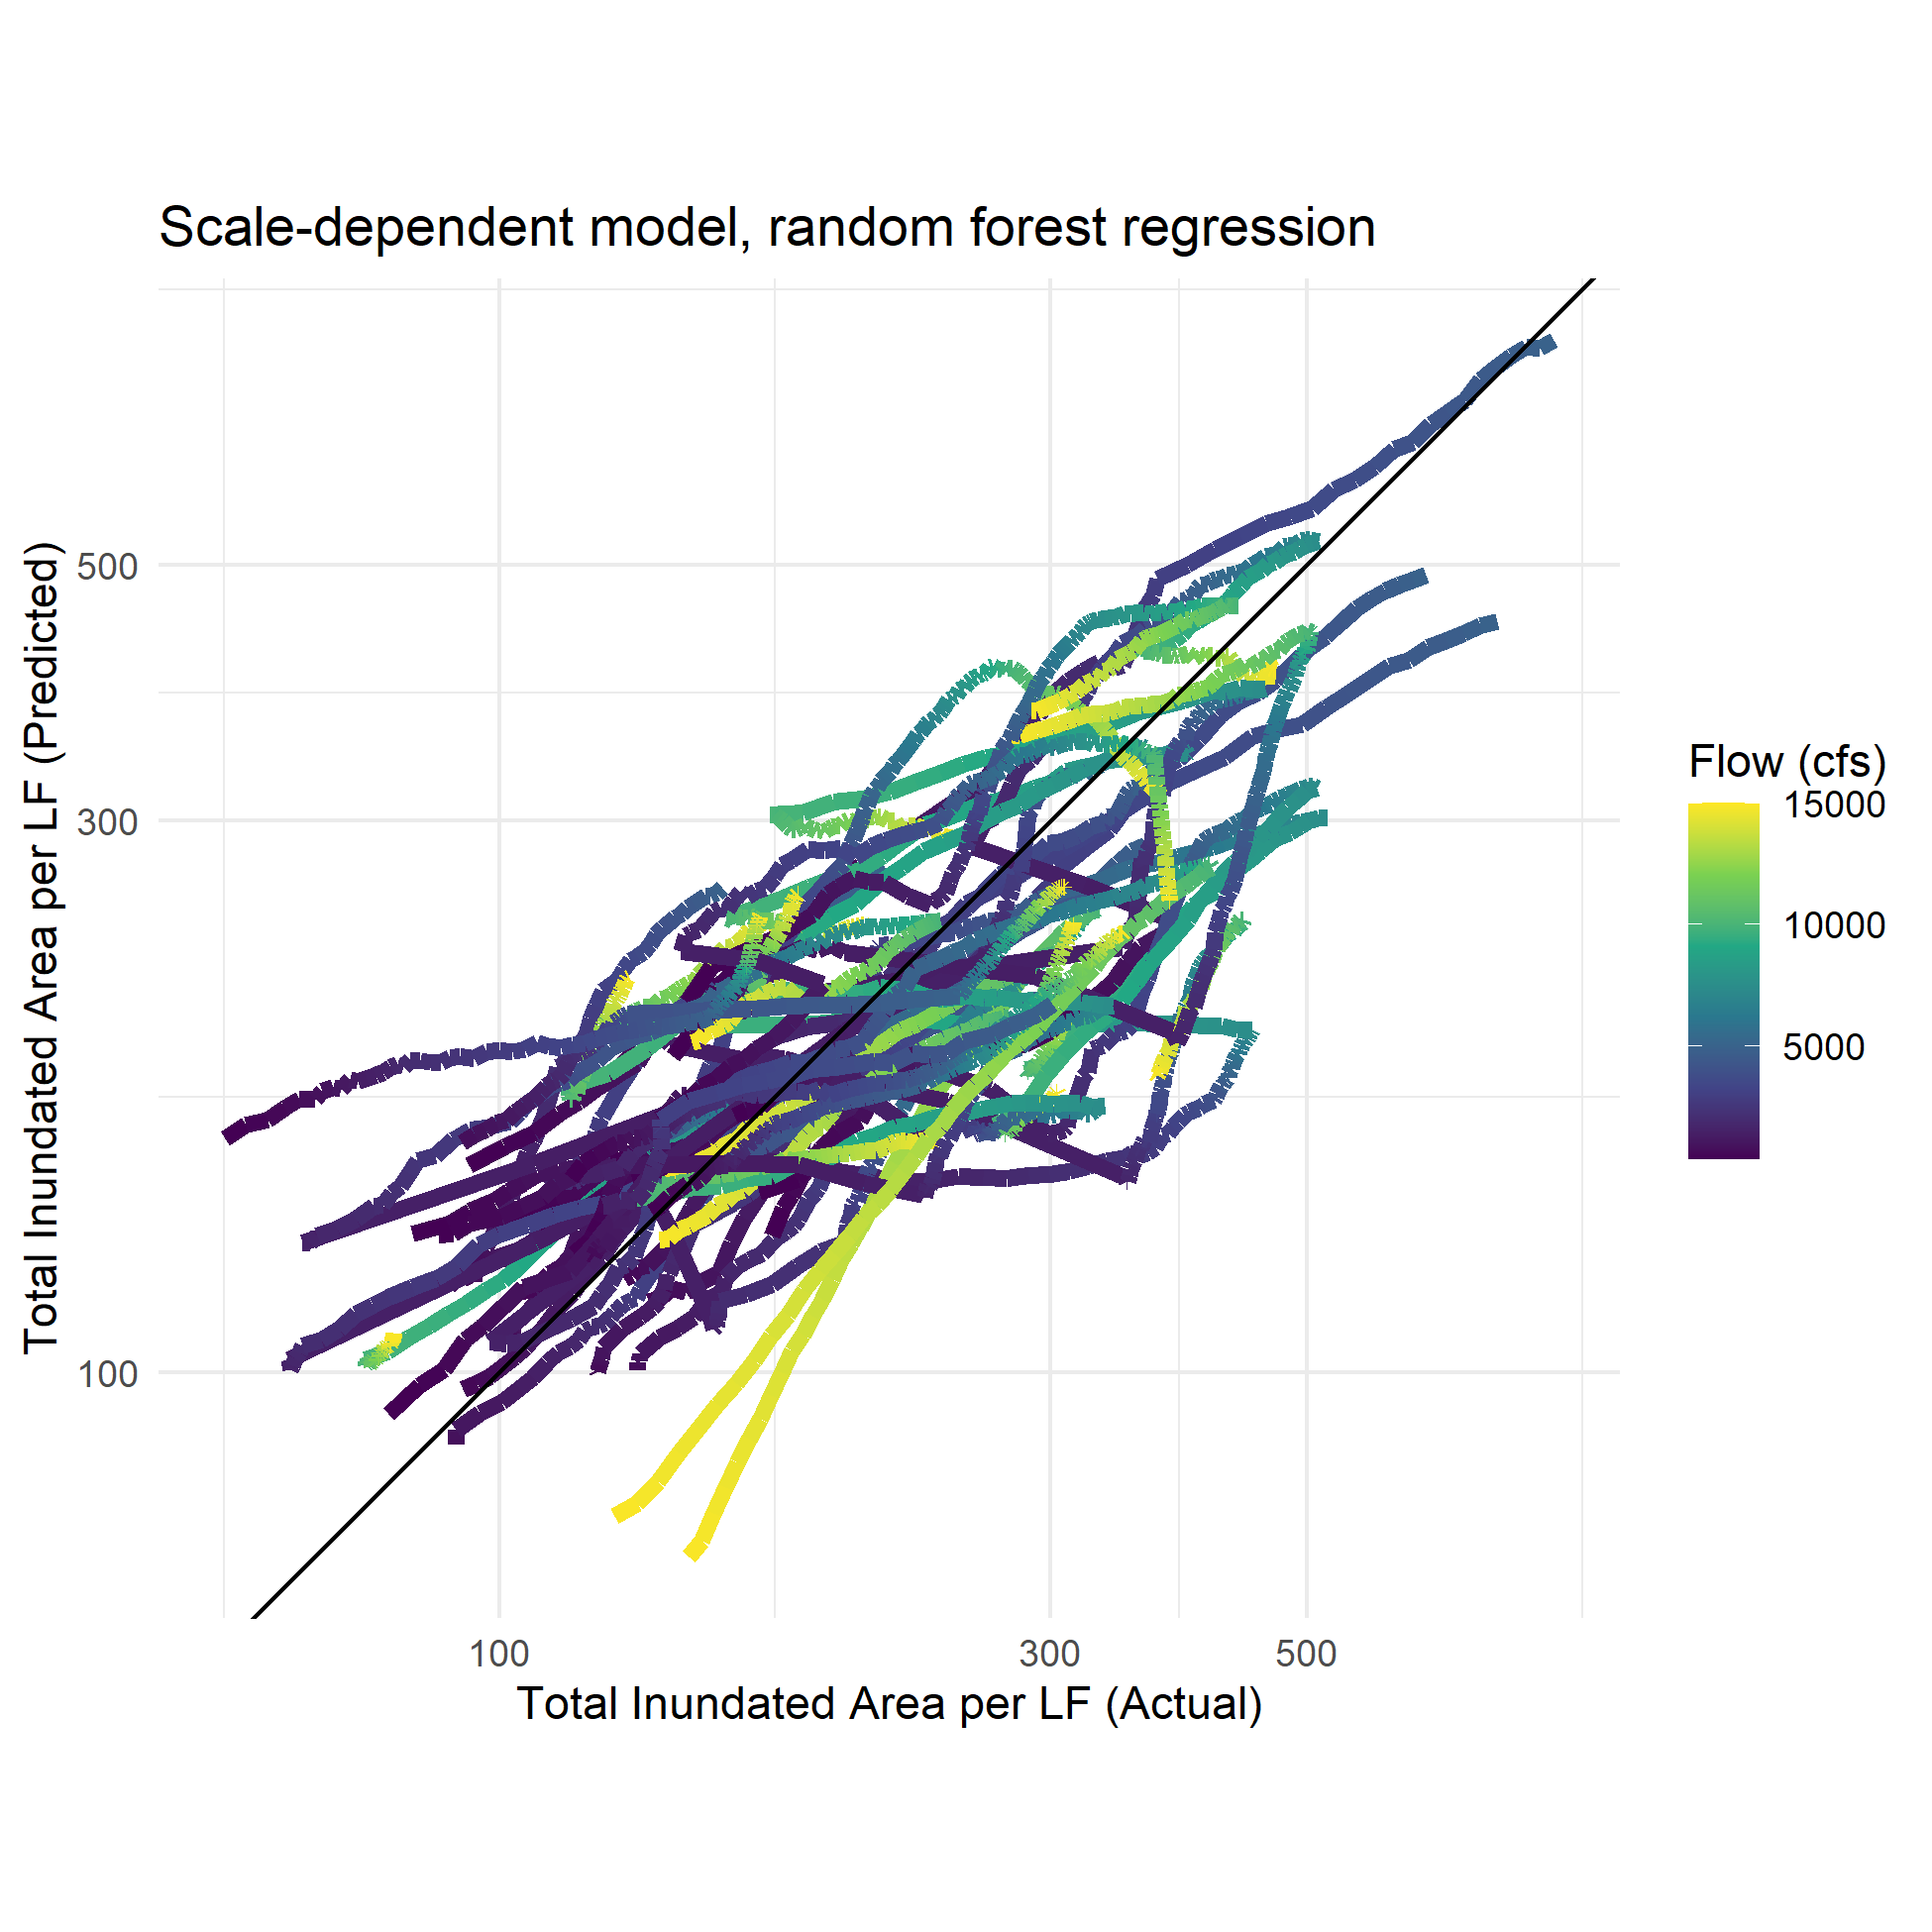 Scale-dependent model, random forest regression
Total Inundated Area per LF (Predicted)
500
300
100
100
300
500
Total Inundated Area per LF (Actual)
Flow (cfs)
15000
10000
5000